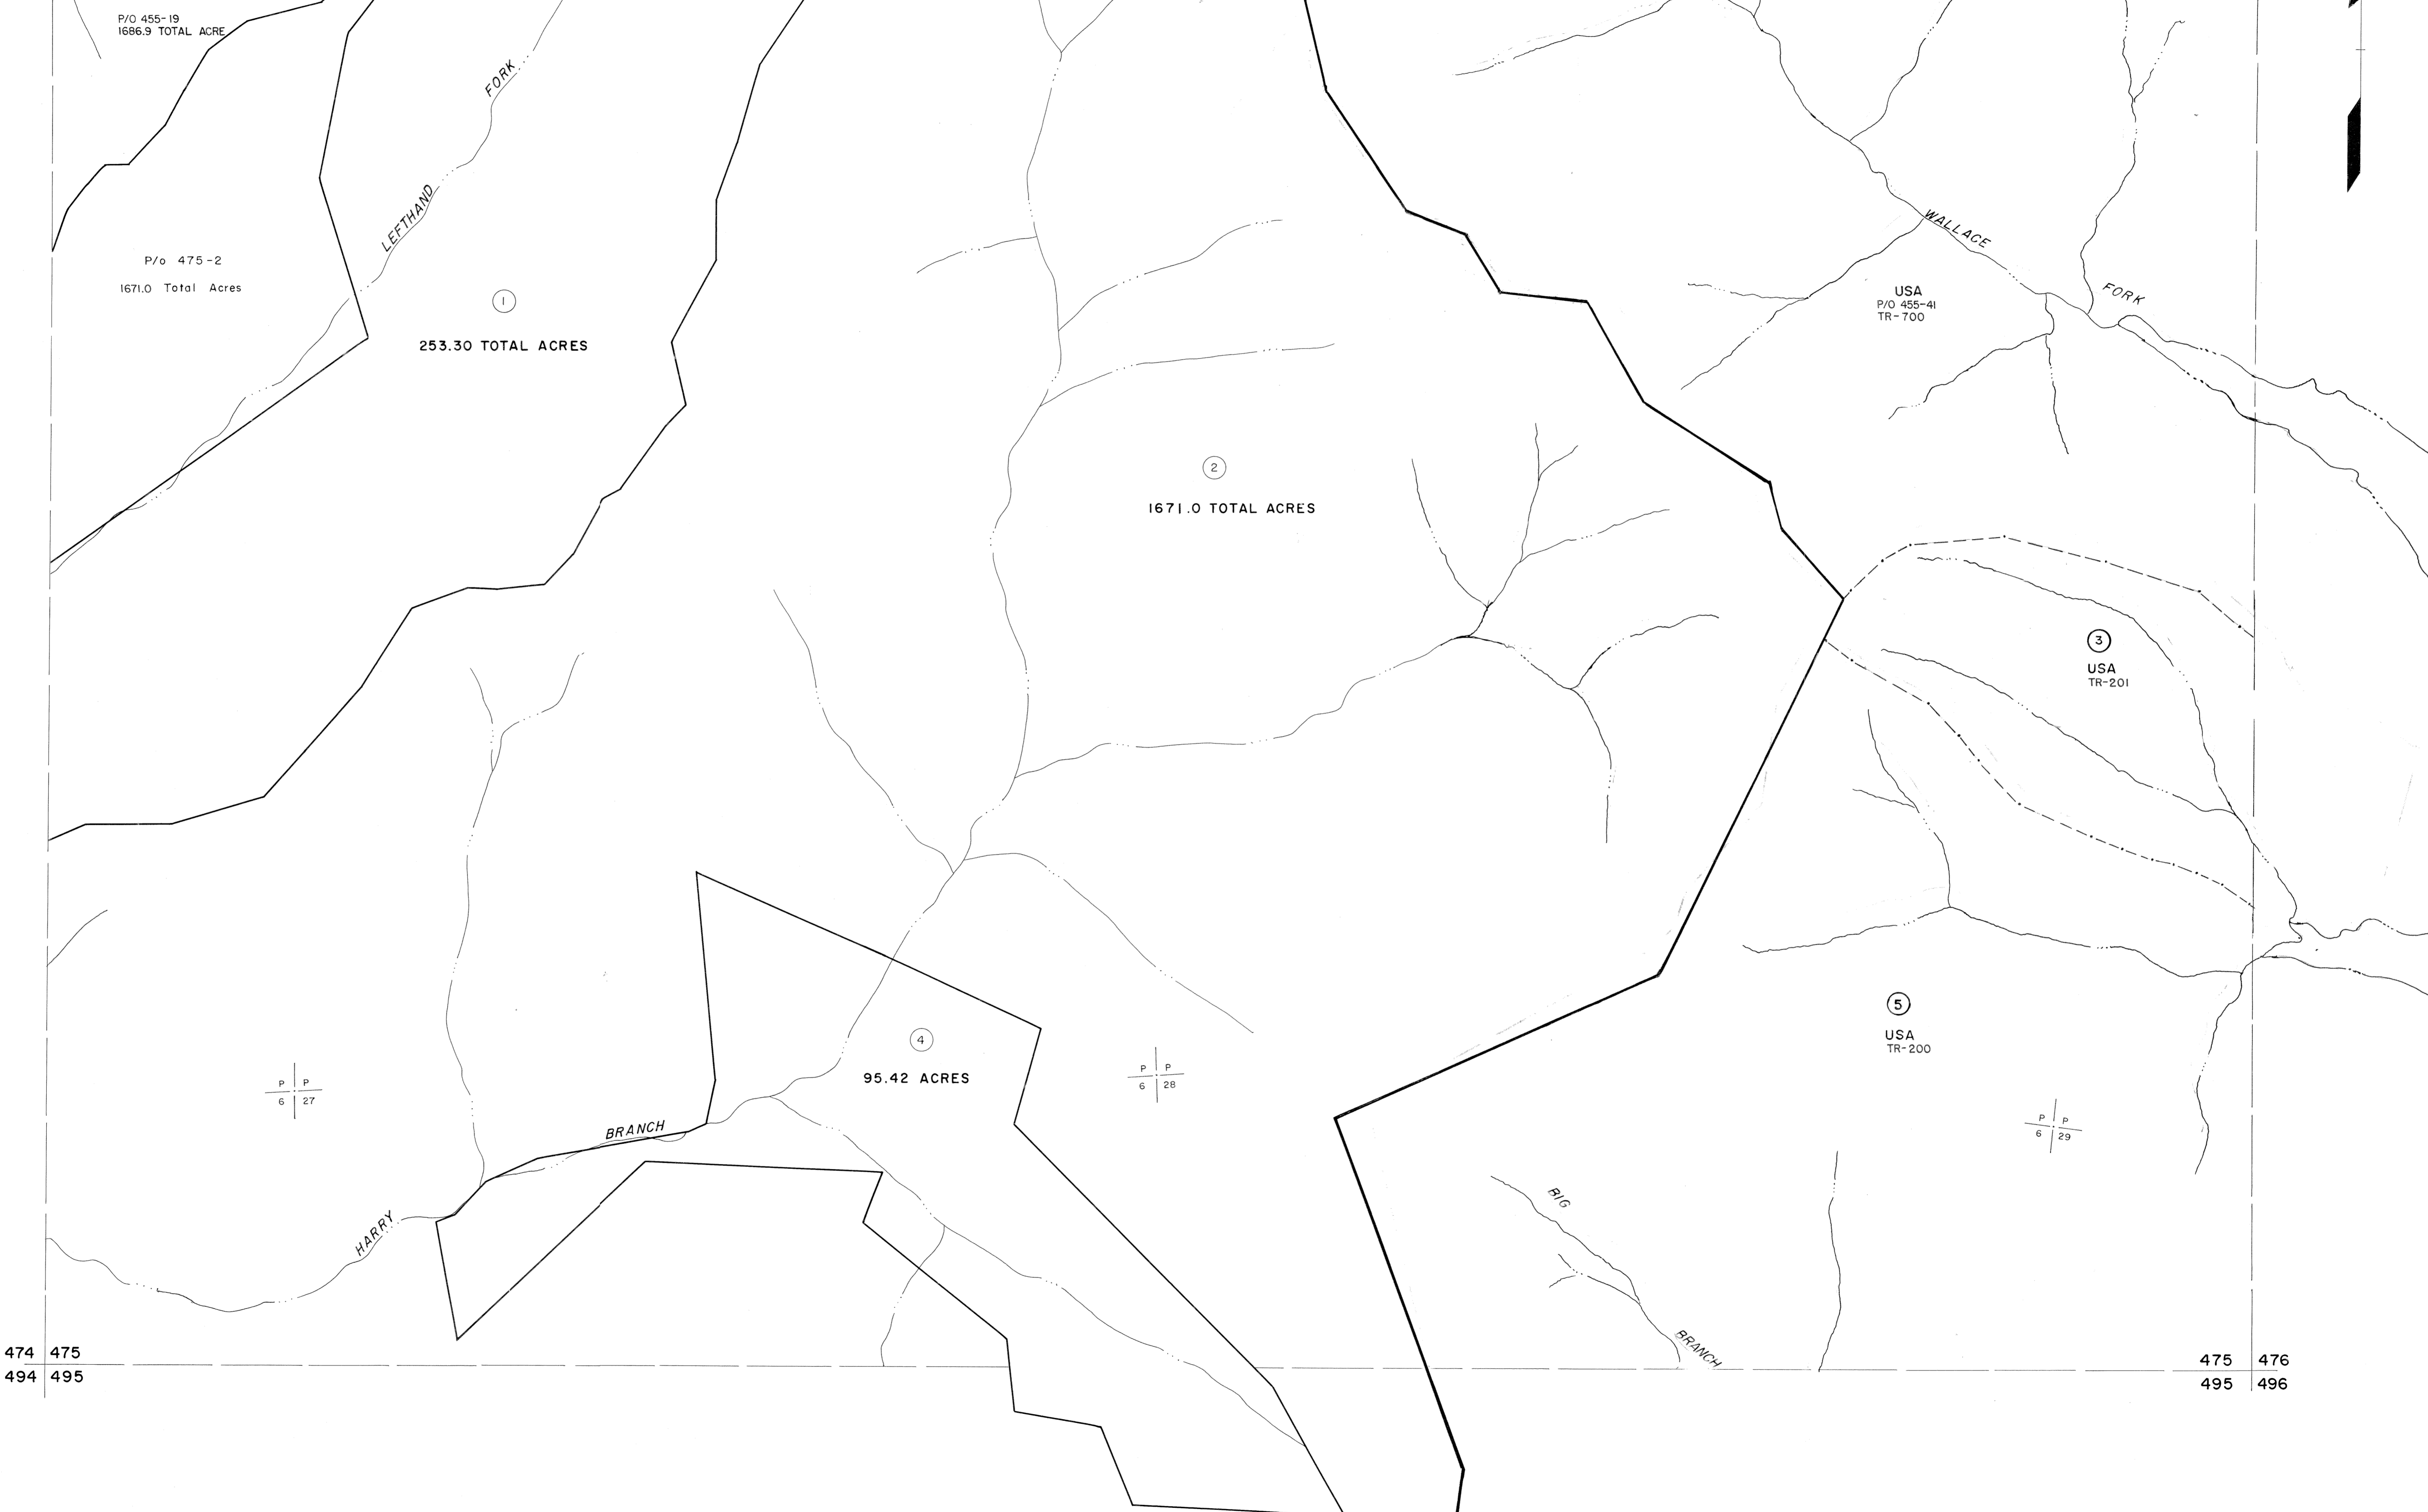 P/O 455-19
1686.9 TOTAL ACRE
LEFTHAND FORK
WALLACE FORK
P/o 475-2
1671.0 Total Acres
1
253.30 TOTAL ACRES
USA
P/O 455-41
TR-700
2
1671.0 TOTAL ACRES
3
USA
TR-201
4
95.42 ACRES
5
USA
TR-200
P P
6 27
P P
6 28
P P
6 29
HARRY BRANCH
BIG BRANCH
474 475
494 495
475 476
495 496